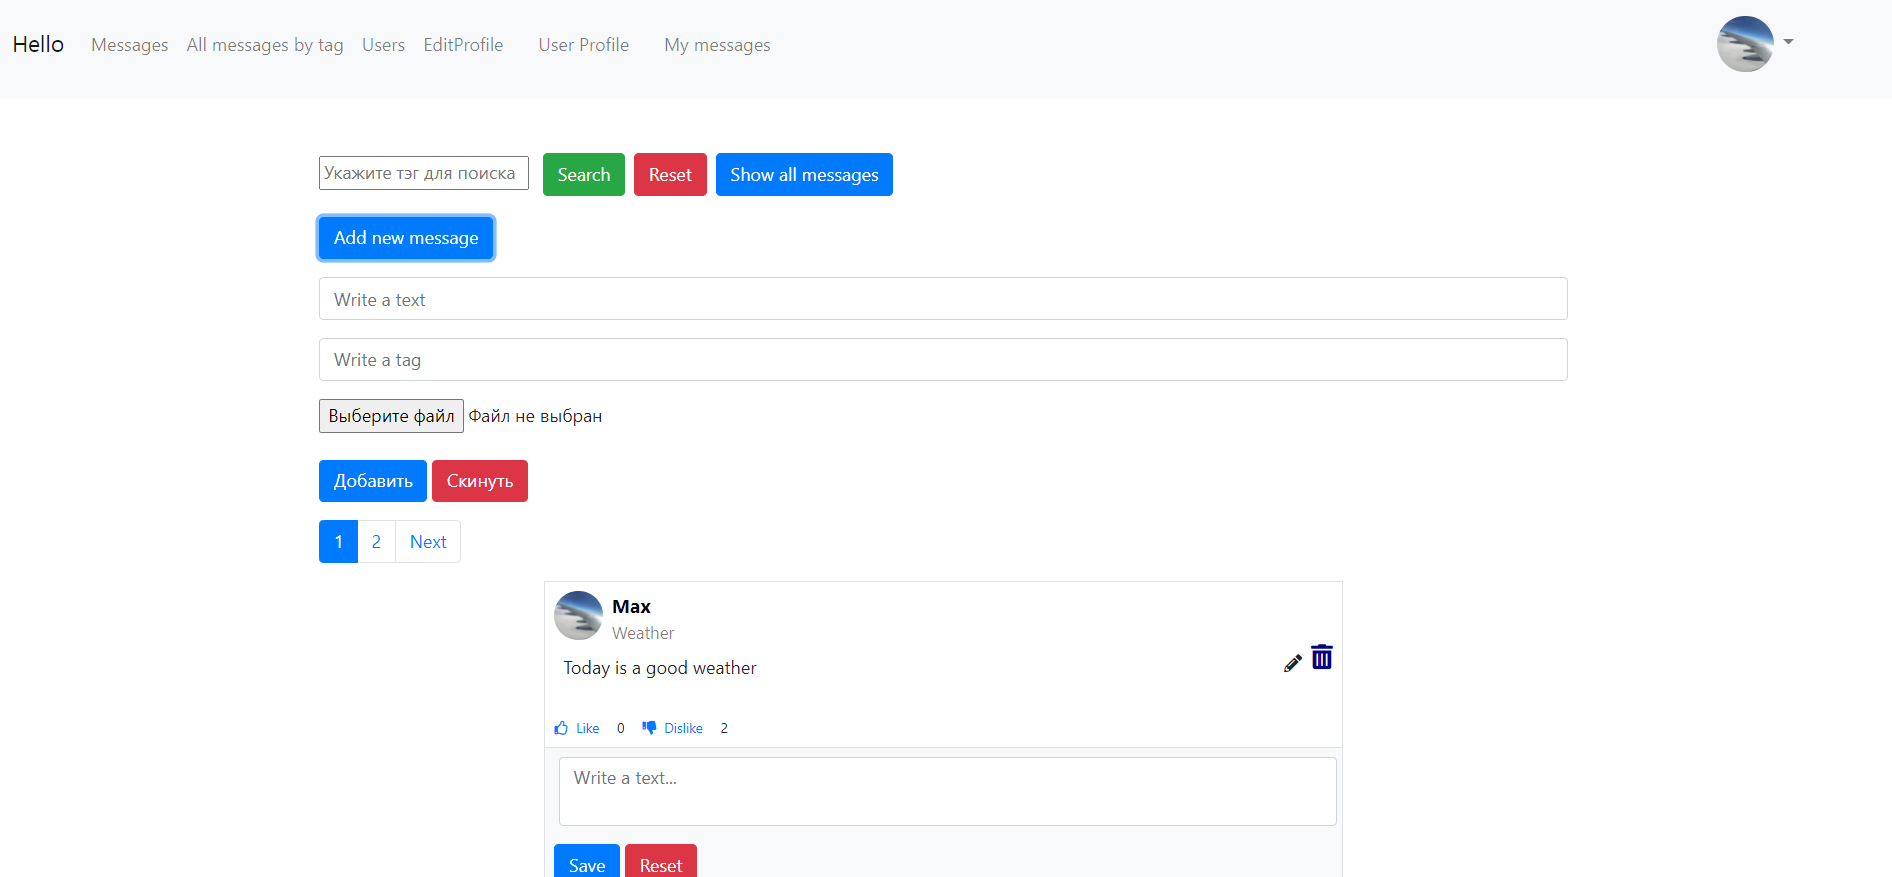 Hello Messages All messages by tag Users EditProfile User Profile My messages
Укажите тэг для поиска Search Reset Show all messages
Add new message
Write a text
Write a tag
Выберите файл Файл не выбран
Добавить Скинуть
1 2 Next
Max
Weather
Today is a good weather
Like 0 Dislike 2
Write a text...
Save Reset